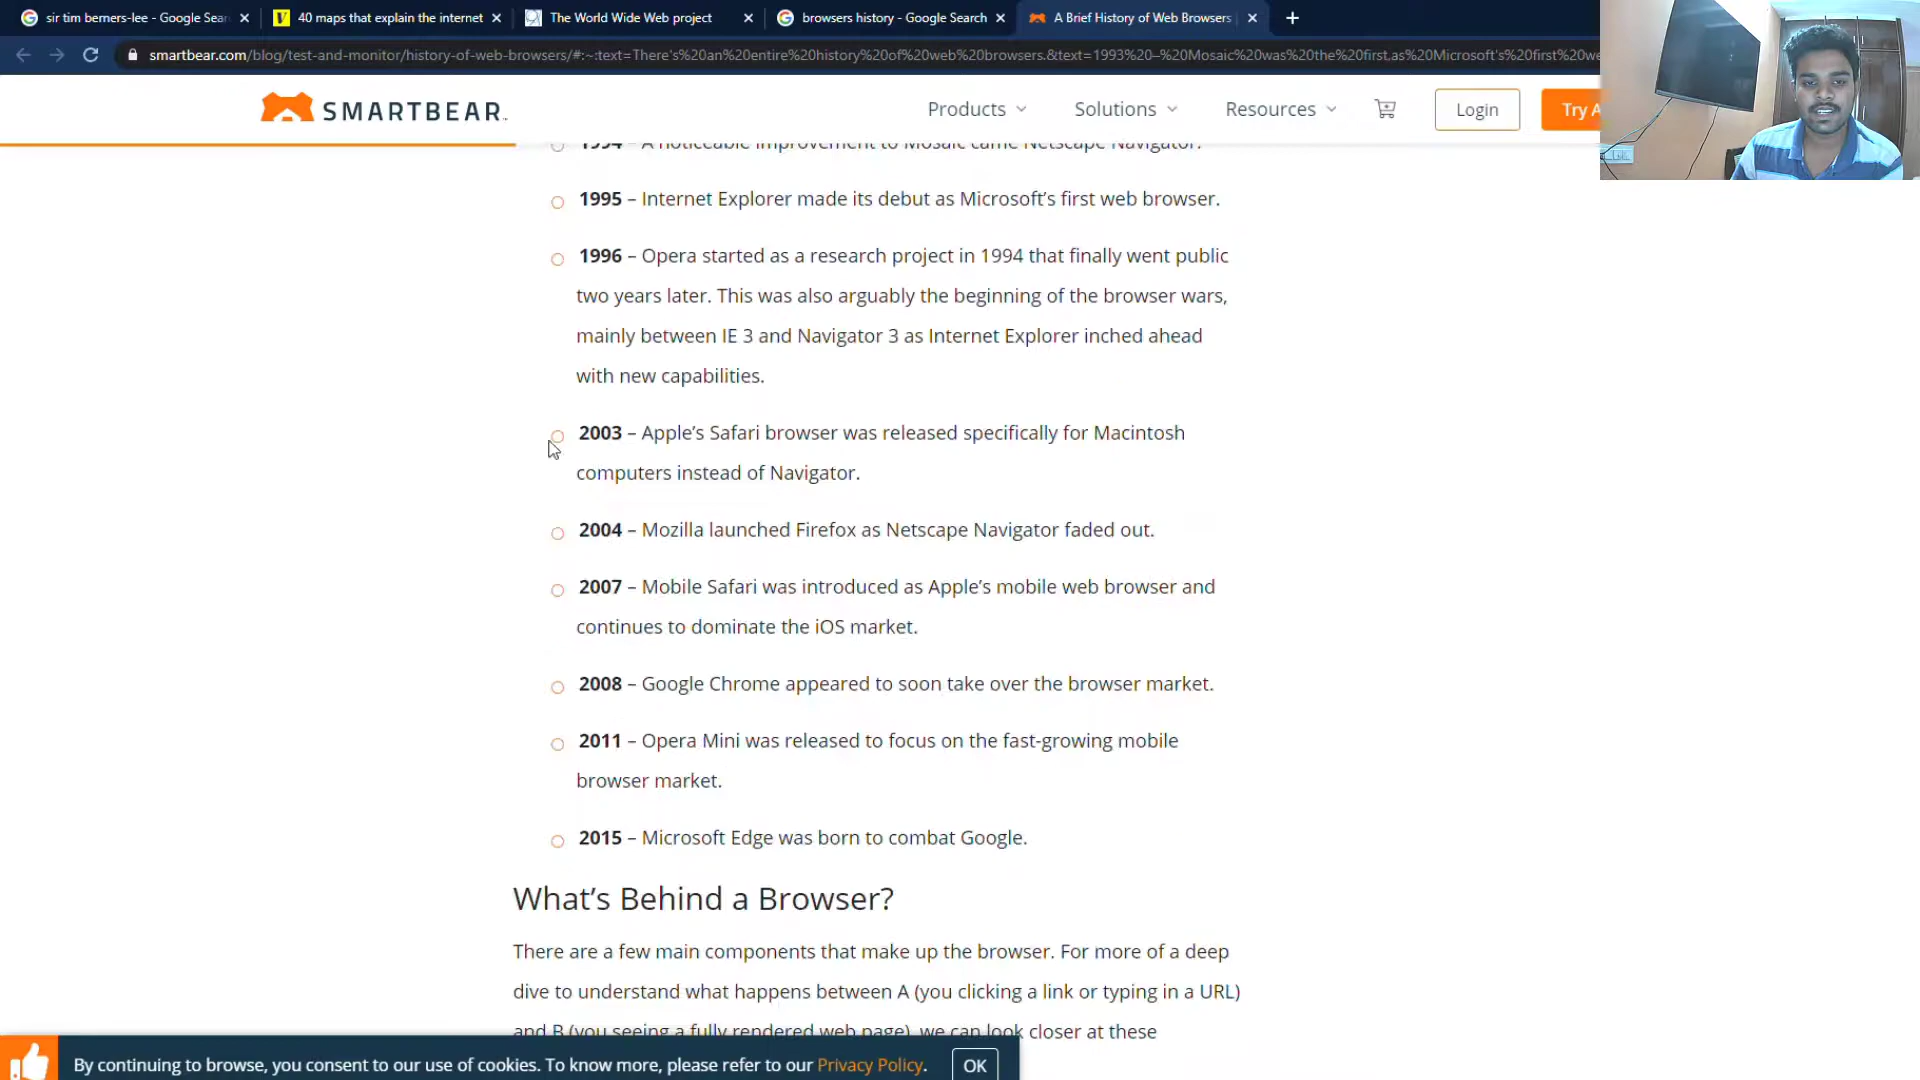 sir tim berners-lee - Google Sear
40 maps that explain the internet
The World Wide Web project
browsers history - Google Search
A Brief History of Web Browsers
smartbear.com/blog/test-and-monitor/history-of-web-browsers/#:~:text=There's%20an%20entire%20history%20of%20web%20browsers.&text=1993%20–%20Mosaic%20was%20the%20first,as%20Microsoft's%20first%20we
SMARTBEAR
Products
Solutions
Resources
Login
Try A
1994 – A noticeable improvement to Mosaic came Netscape Navigator.
1995 – Internet Explorer made its debut as Microsoft’s first web browser.
1996 – Opera started as a research project in 1994 that finally went public
two years later. This was also arguably the beginning of the browser wars,
mainly between IE 3 and Navigator 3 as Internet Explorer inched ahead
with new capabilities.
2003 – Apple’s Safari browser was released specifically for Macintosh
computers instead of Navigator.
2004 – Mozilla launched Firefox as Netscape Navigator faded out.
2007 – Mobile Safari was introduced as Apple’s mobile web browser and
continues to dominate the iOS market.
2008 – Google Chrome appeared to soon take over the browser market.
2011 – Opera Mini was released to focus on the fast-growing mobile
browser market.
2015 – Microsoft Edge was born to combat Google.
What’s Behind a Browser?
There are a few main components that make up the browser. For more of a deep
dive to understand what happens between A (you clicking a link or typing in a URL)
and B (you seeing a fully rendered web page), we can look closer at these
By continuing to browse, you consent to our use of cookies. To know more, please refer to our Privacy Policy.
OK